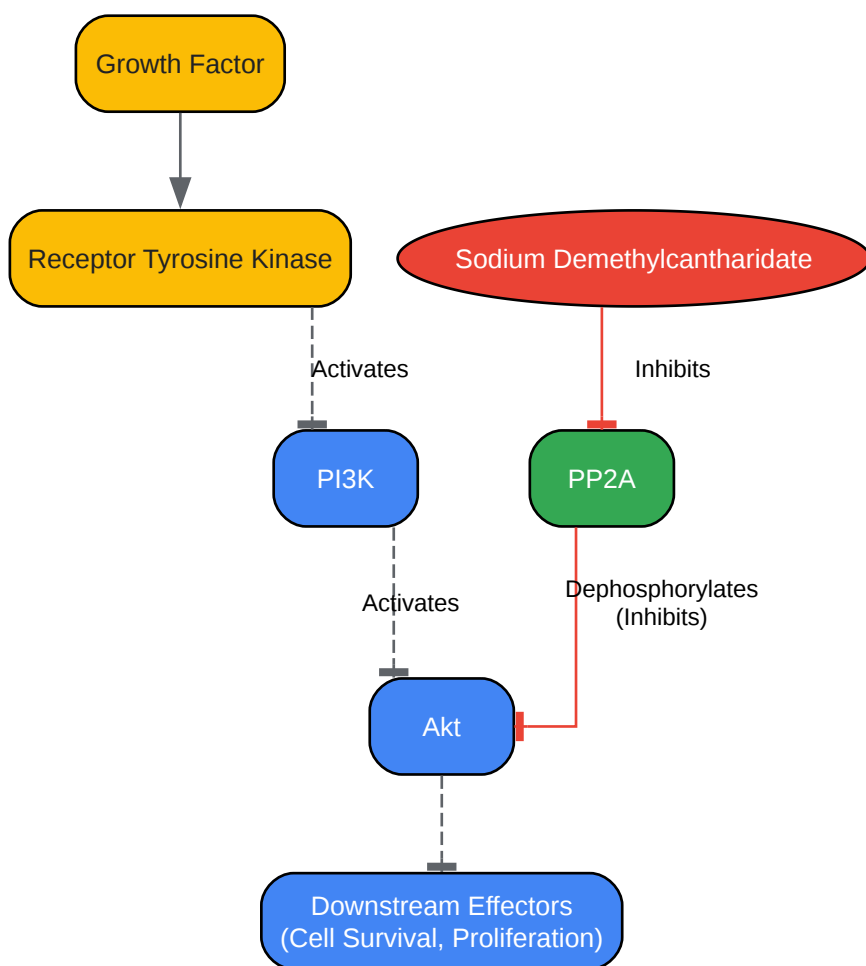 Growth Factor
Receptor Tyrosine Kinase
Sodium Demethylcantharidate
Activates
Inhibits
PI3K
PP2A
Activates
Dephosphorylates
(Inhibits)
Akt
Downstream Effectors
(Cell Survival, Proliferation)